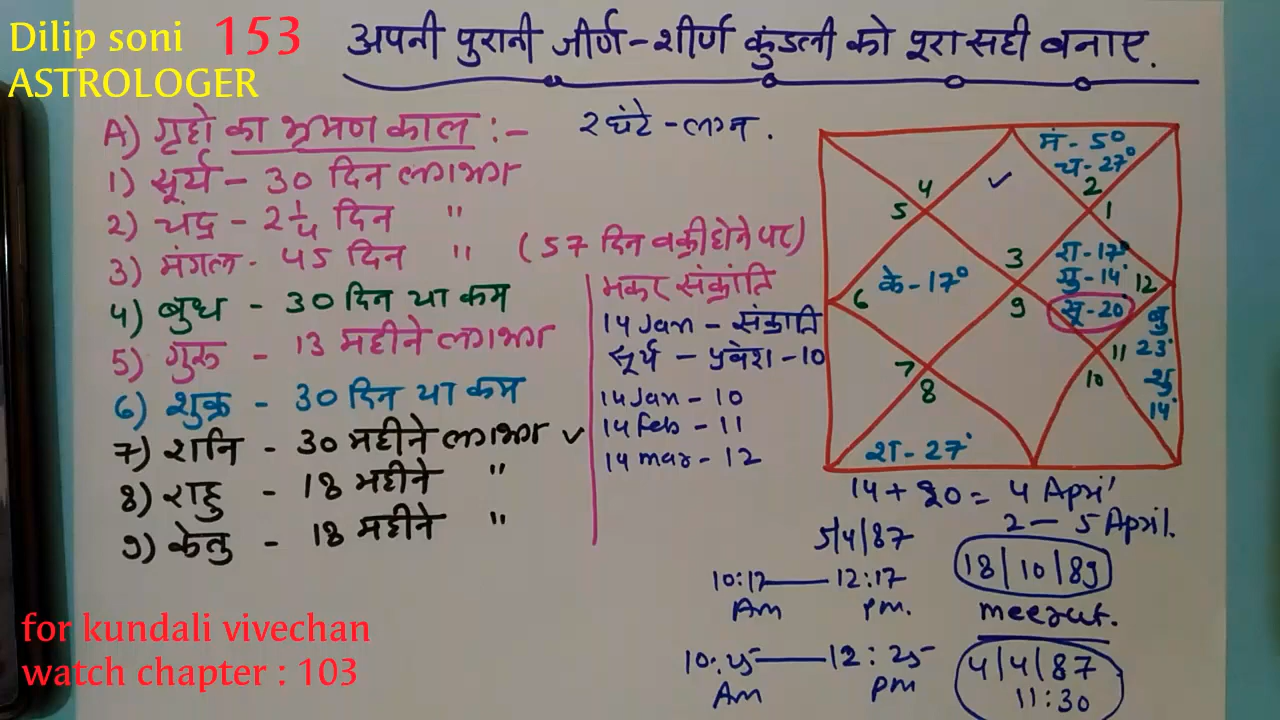 Dilip soni 153
ASTROLOGER
अपनी पुरानी जीर्ण-शीर्ण कुंडली को पूरा सही बनाए.
A) गृहो का भ्रमण काल :-
1) सूर्य - 30 दिन लगभग
2) चंद्र - 2 1/4 दिन "
3) मंगल - 45 दिन " (57 दिन वक्री होने पर)
4) बुध - 30 दिन या कम
5) गुरु - 13 महीने लगभग
6) शुक्र - 30 दिन या कम
7) शनि - 30 महीने लगभग ✓
8) राहु - 18 महीने "
9) केतु - 18 महीने "
2 घंटे - लग्न.
मकर संक्रांति
14 Jan - संक्रांति
सूर्य - प्रवेश - 10
14 Jan - 10
14 Feb - 11
14 mar - 12
मं - 5°
च - 27°
4 ✓ 2
5 1
3 रा - 17°
गु - 14°
के - 17°
6 9 सू - 20° 12
बु
23°
7 11
शु
8 10
14°
श - 27°
14 + 20 = 4 April
2 - 5 April.
5/4/87
10:17 - 12:17
Am pm.
18/10/89
meerut.
10:25 - 12:25
Am pm
4/4/87
11:30
for kundali vivechan
watch chapter : 103